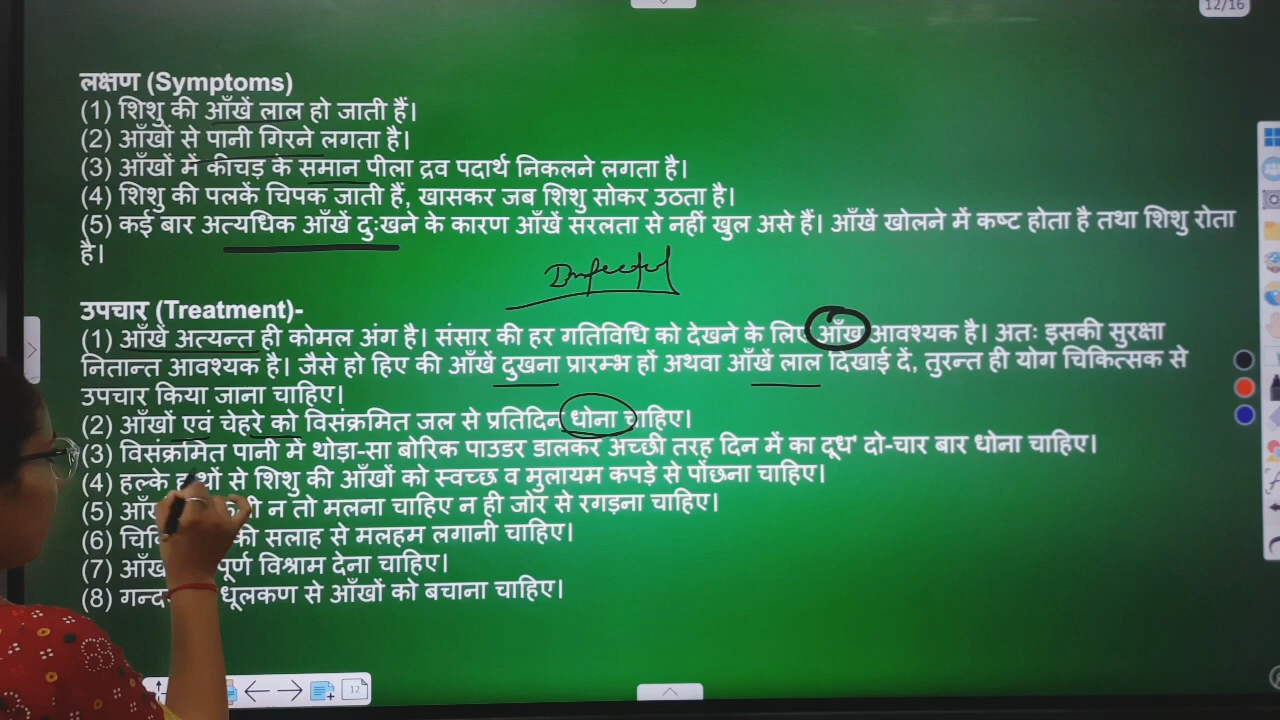 12/16
लक्षण (Symptoms)
(1) शिशु की आँखें लाल हो जाती हैं।
(2) आँखों से पानी गिरने लगता है।
(3) आँखों में कीचड़ के समान पीला द्रव पदार्थ निकलने लगता है।
(4) शिशु की पलकें चिपक जाती हैं, खासकर जब शिशु सोकर उठता है।
(5) कई बार अत्यधिक आँखें दुःखने के कारण आँखें सरलता से नहीं खुल असे हैं। आँखें खोलने में कष्ट होता है तथा शिशु रोता
है।
उपचार (Treatment)-
(1) आँखें अत्यन्त ही कोमल अंग है। संसार की हर गतिविधि को देखने के लिए आँख आवश्यक है। अतः इसकी सुरक्षा
नितान्त आवश्यक है। जैसे हो हिए की आँखें दुखना प्रारम्भ हों अथवा आँखें लाल दिखाई दें, तुरन्त ही योग चिकित्सक से
उपचार किया जाना चाहिए।
(2) आँखों एवं चेहरे को विसंक्रमित जल से प्रतिदिन धोना चाहिए।
(3) विसंक्रमित पानी में थोड़ा-सा बोरिक पाउडर डालकर अच्छी तरह दिन में का दूध' दो-चार बार धोना चाहिए।
(4) हल्के से शिशु की आँखों को स्वच्छ व मुलायम कपड़े से पोंछना चाहिए।
(5) न तो मलना चाहिए न ही जोर से रगड़ना चाहिए।
(6) की सलाह से मलहम लगानी चाहिए।
(7) विश्राम देना चाहिए।
(8) धूलकण से आँखों को बचाना चाहिए।
12